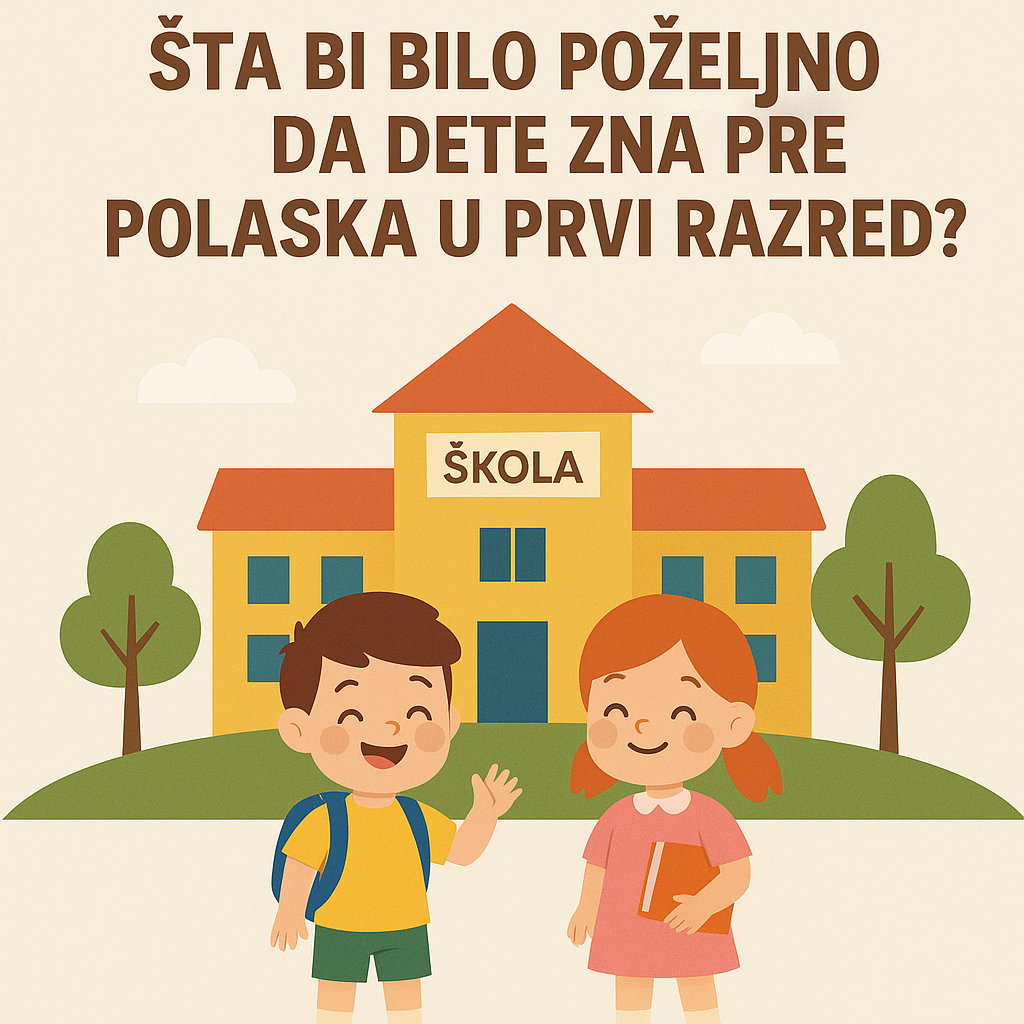 ŠTA BI BILO POŽELJNO
DA DETE ZNA PRE
POLASKA U PRVI RAZRED?
ŠKOLA